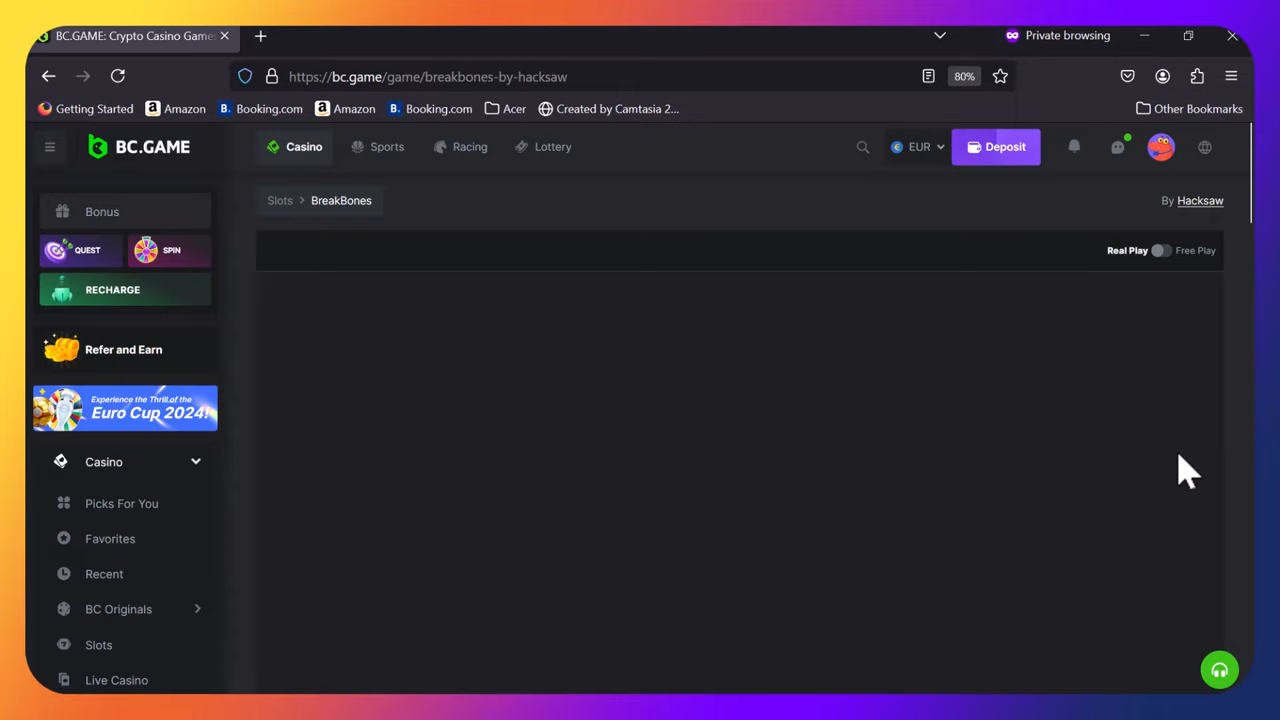 BC.GAME: Crypto Casino Games
Private browsing
https://bc.game/game/breakbones-by-hacksaw
80%
Getting Started
Amazon
Booking.com
Amazon
Booking.com
Acer
Created by Camtasia 2...
Other Bookmarks
BC.GAME
Casino
Sports
Racing
Lottery
EUR
Deposit
Slots > BreakBones
By Hacksaw
Real Play
Free Play
Bonus
QUEST
SPIN
RECHARGE
Refer and Earn
Experience the Thrill of the
Euro Cup 2024!
Casino
Picks For You
Favorites
Recent
BC Originals
Slots
Live Casino